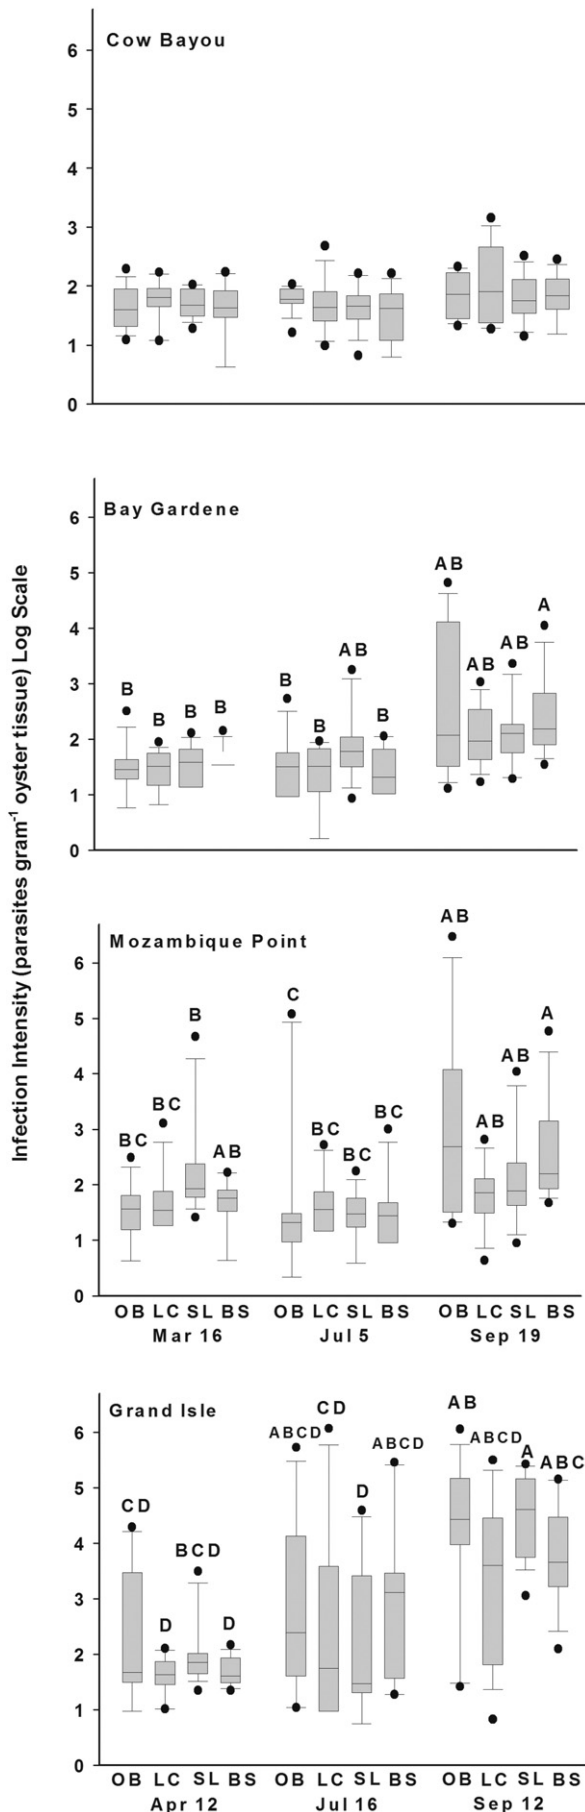 Infection Intensity (parasites gram⁻¹ oyster tissue) Log Scale
Cow Bayou
6
5
4
3
2
1
0
Bay Gardene
6
5
4
3
2
1
0
B B B B
B B AB B
AB AB AB A
Mozambique Point
6
5
4
3
2
1
0
BC BC B AB
C BC BC BC
AB AB AB A
OB LC SL BS OB LC SL BS OB LC SL BS
Mar 16 Jul 5 Sep 19
Grand Isle
6
5
4
3
2
1
0
CD D BCD D
ABCD CD D ABCD
AB ABCD A ABC
OB LC SL BS OB LC SL BS OB LC SL BS
Apr 12 Jul 16 Sep 12